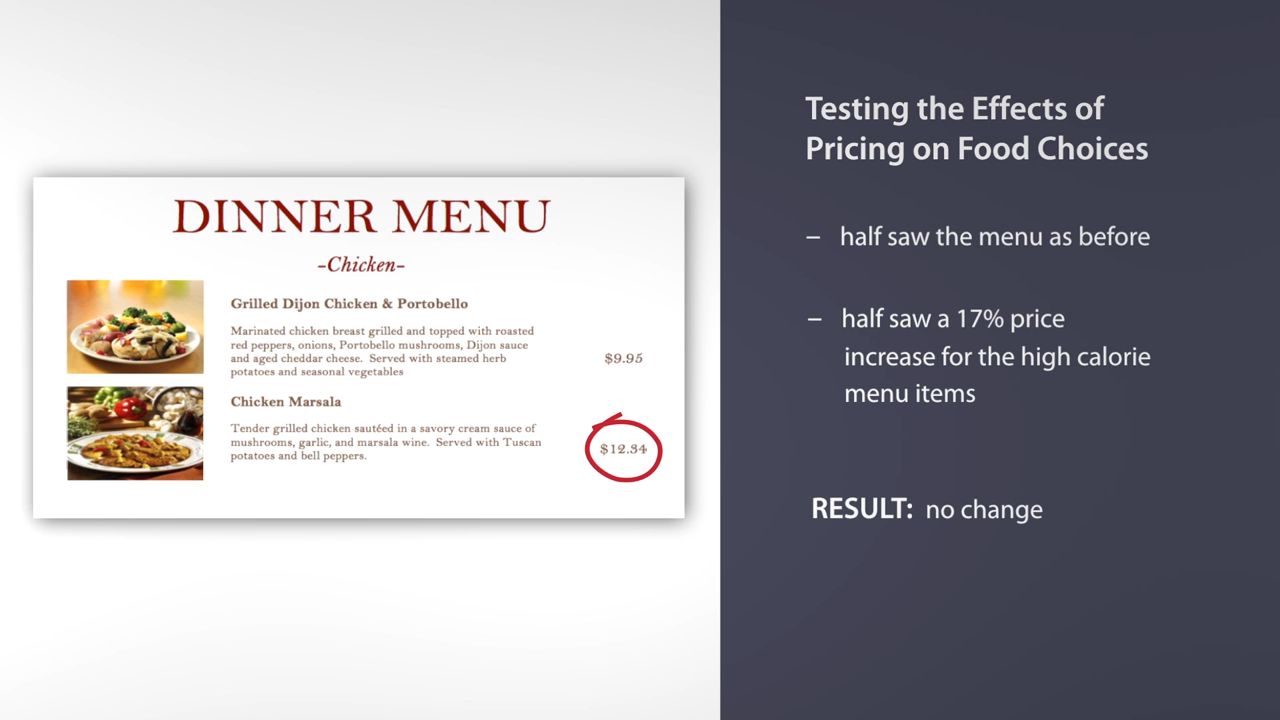 DINNER MENU
-Chicken-
Grilled Dijon Chicken & Portobello
Marinated chicken breast grilled and topped with roasted
red peppers, onions, Portobello mushrooms, Dijon sauce
and aged cheddar cheese. Served with steamed herb
potatoes and seasonal vegetables
$9.95
Chicken Marsala
Tender grilled chicken sautéed in a savory cream sauce of
mushrooms, garlic, and marsala wine. Served with Tuscan
potatoes and bell peppers.
$12.34
Testing the Effects of
Pricing on Food Choices
– half saw the menu as before
– half saw a 17% price
increase for the high calorie
menu items
RESULT: no change